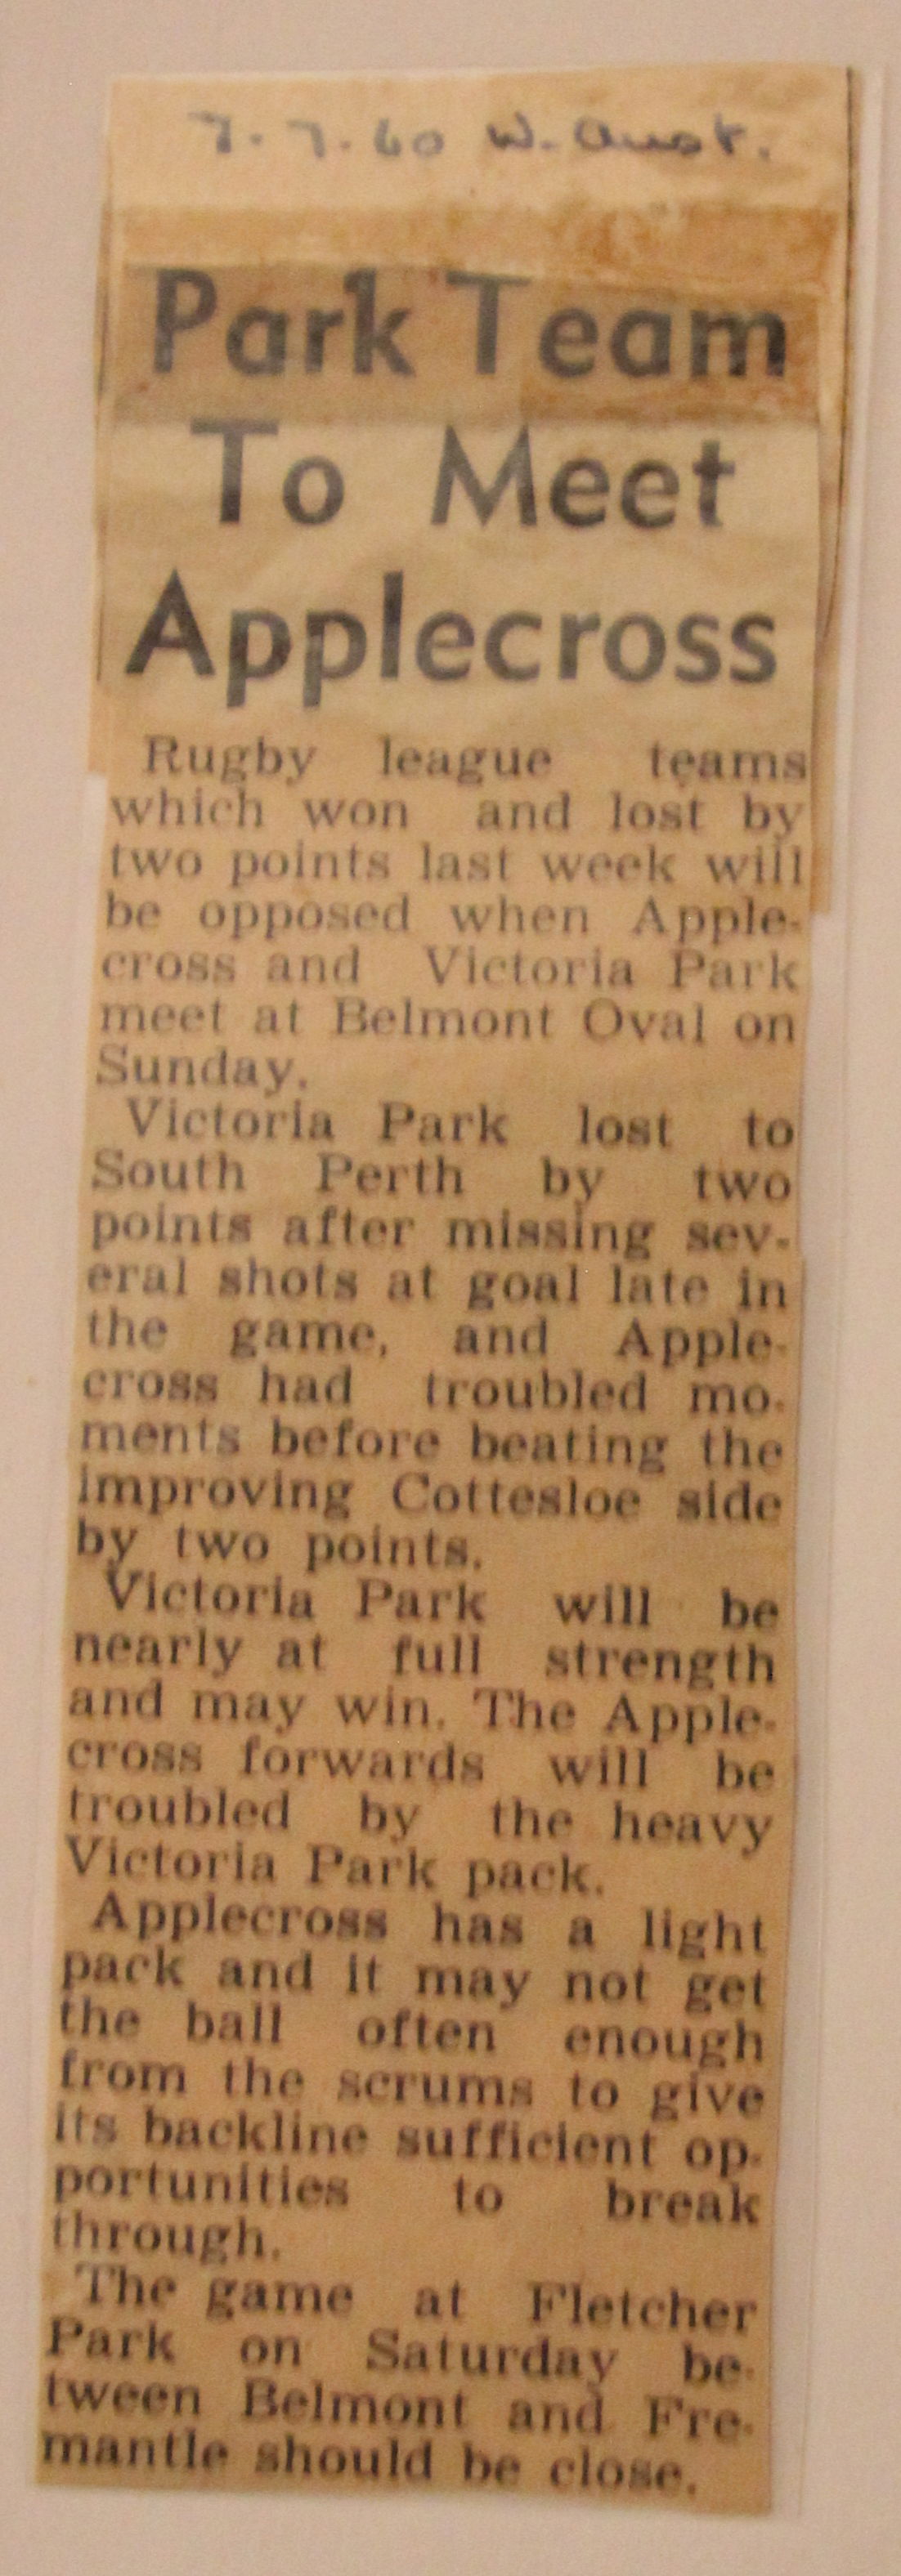 7.7.60 W. Aust.
Park Team
To Meet
Applecross
Rugby league teams
which won and lost by
two points last week will
be opposed when Apple-
cross and Victoria Park
meet at Belmont Oval on
Sunday.
Victoria Park lost to
South Perth by two
points after missing sev-
eral shots at goal late in
the game, and Apple-
cross had troubled mo-
ments before beating the
improving Cottesloe side
by two points.
Victoria Park will be
nearly at full strength
and may win. The Apple-
cross forwards will be
troubled by the heavy
Victoria Park pack.
Applecross has a light
pack and it may not get
the ball often enough
from the scrums to give
its backline sufficient op-
portunities to break
through.
The game at Fletcher
Park on Saturday be-
tween Belmont and Fre-
mantle should be close.